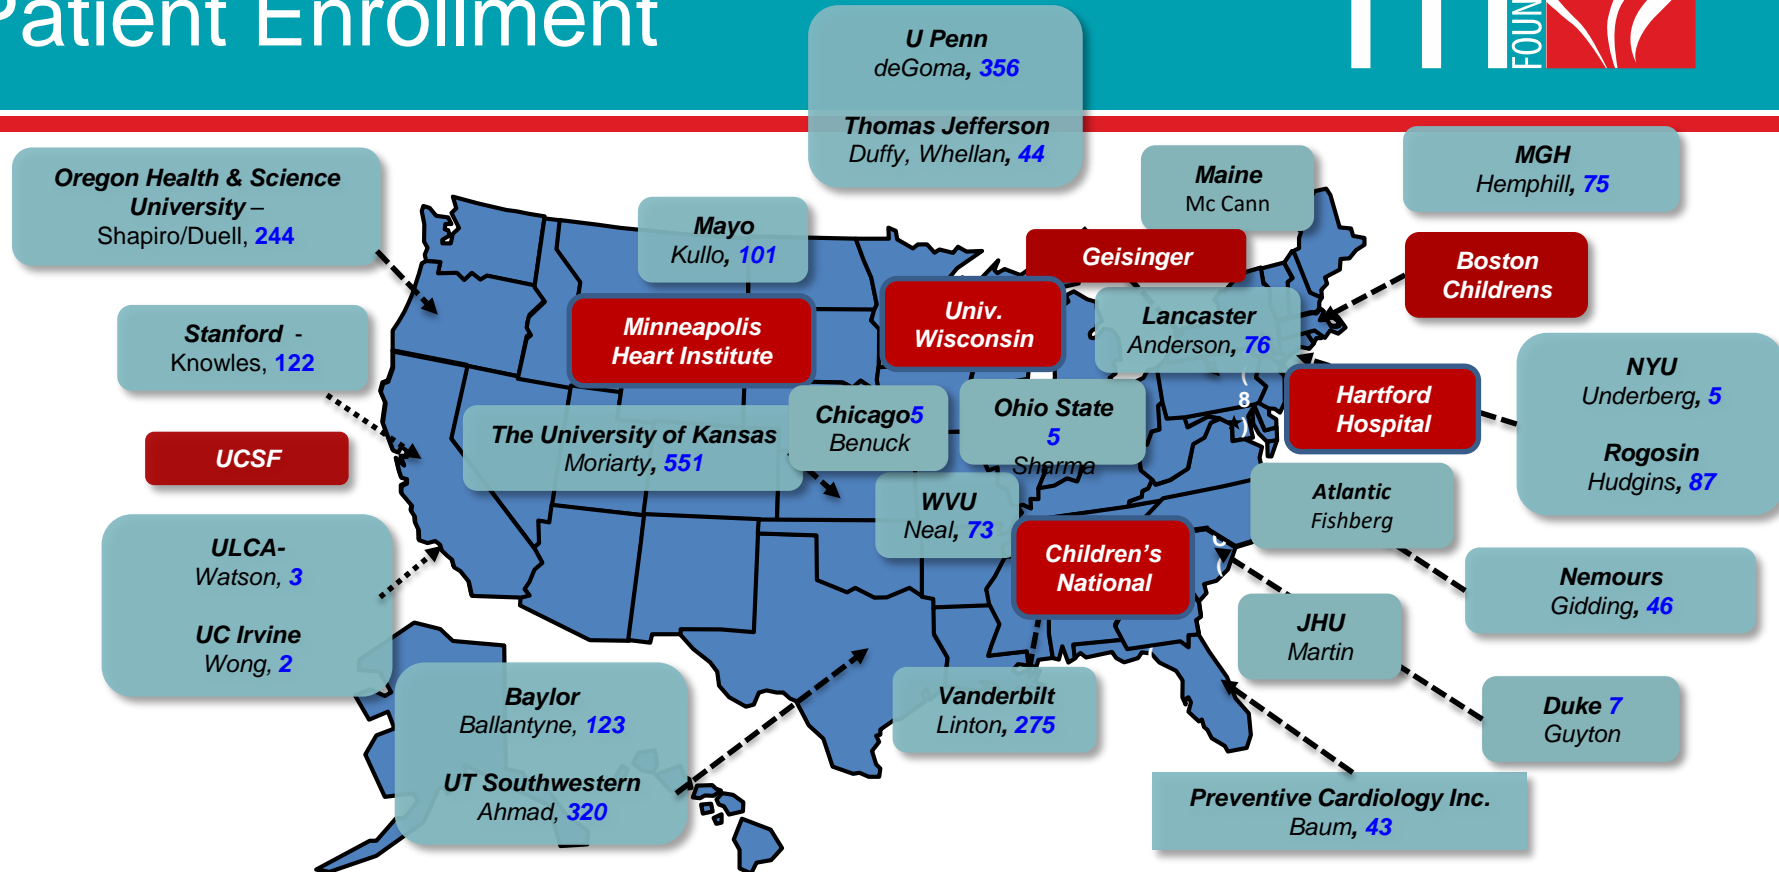 Patient Enrollment
FOUN
U Penn
deGoma, 356
Thomas Jefferson
Duffy, Whellan, 44
Oregon Health & Science
University –
Shapiro/Duell, 244
Mayo
Kullo, 101
Maine
Mc Cann
MGH
Hemphill, 75
Geisinger
Boston
Childrens
Stanford -
Knowles, 122
Minneapolis
Heart Institute
Univ.
Wisconsin
Lancaster
Anderson, 76
NYU
Underberg, 5
Rogosin
Hudgins, 87
Hartford
Hospital
(
8
)
UCSF
The University of Kansas
Moriarty, 551
Chicago5
Benuck
Ohio State
5
Sharma
WVU
Neal, 73
Atlantic
Fishberg
ULCA-
Watson, 3
UC Irvine
Wong, 2
Children's
National
(
Nemours
Gidding, 46
JHU
Martin
Baylor
Ballantyne, 123
UT Southwestern
Ahmad, 320
Vanderbilt
Linton, 275
Duke 7
Guyton
Preventive Cardiology Inc.
Baum, 43